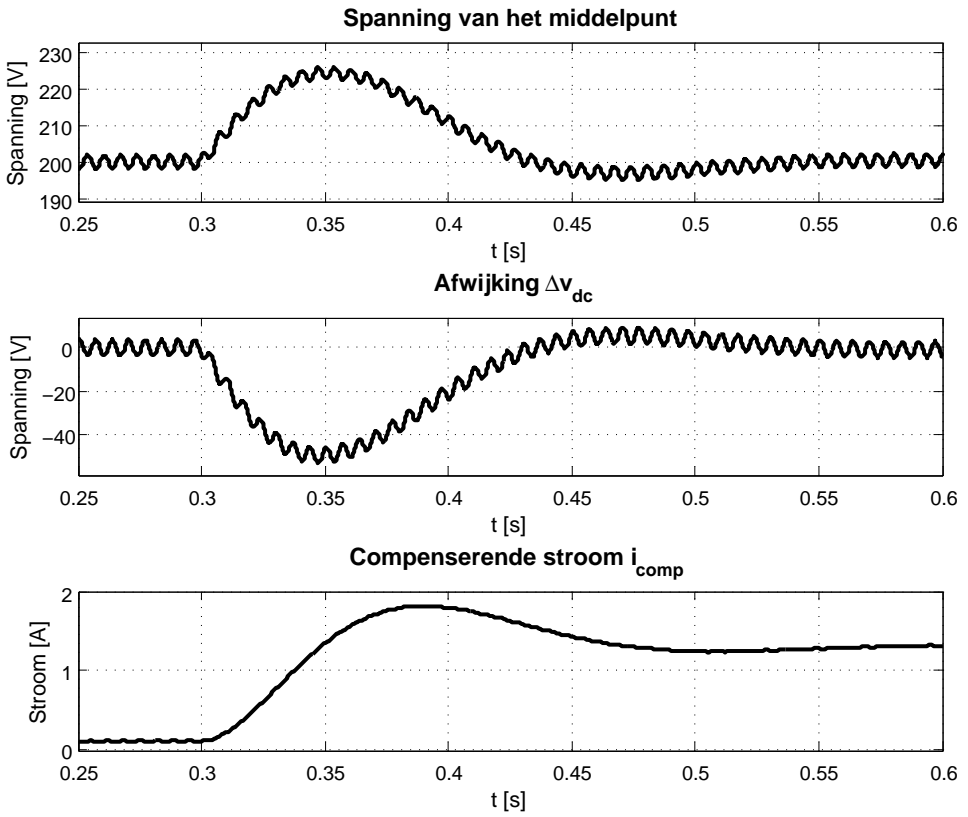 Spanning van het middelpunt
Spanning [V]
230
220
210
200
190
0.25 0.3 0.35 0.4 0.45 0.5 0.55 0.6
t [s]
Afwijking Δv_dc
Spanning [V]
0
−20
−40
0.25 0.3 0.35 0.4 0.45 0.5 0.55 0.6
t [s]
Compenserende stroom i_comp
Stroom [A]
2
1
0
0.25 0.3 0.35 0.4 0.45 0.5 0.55 0.6
t [s]